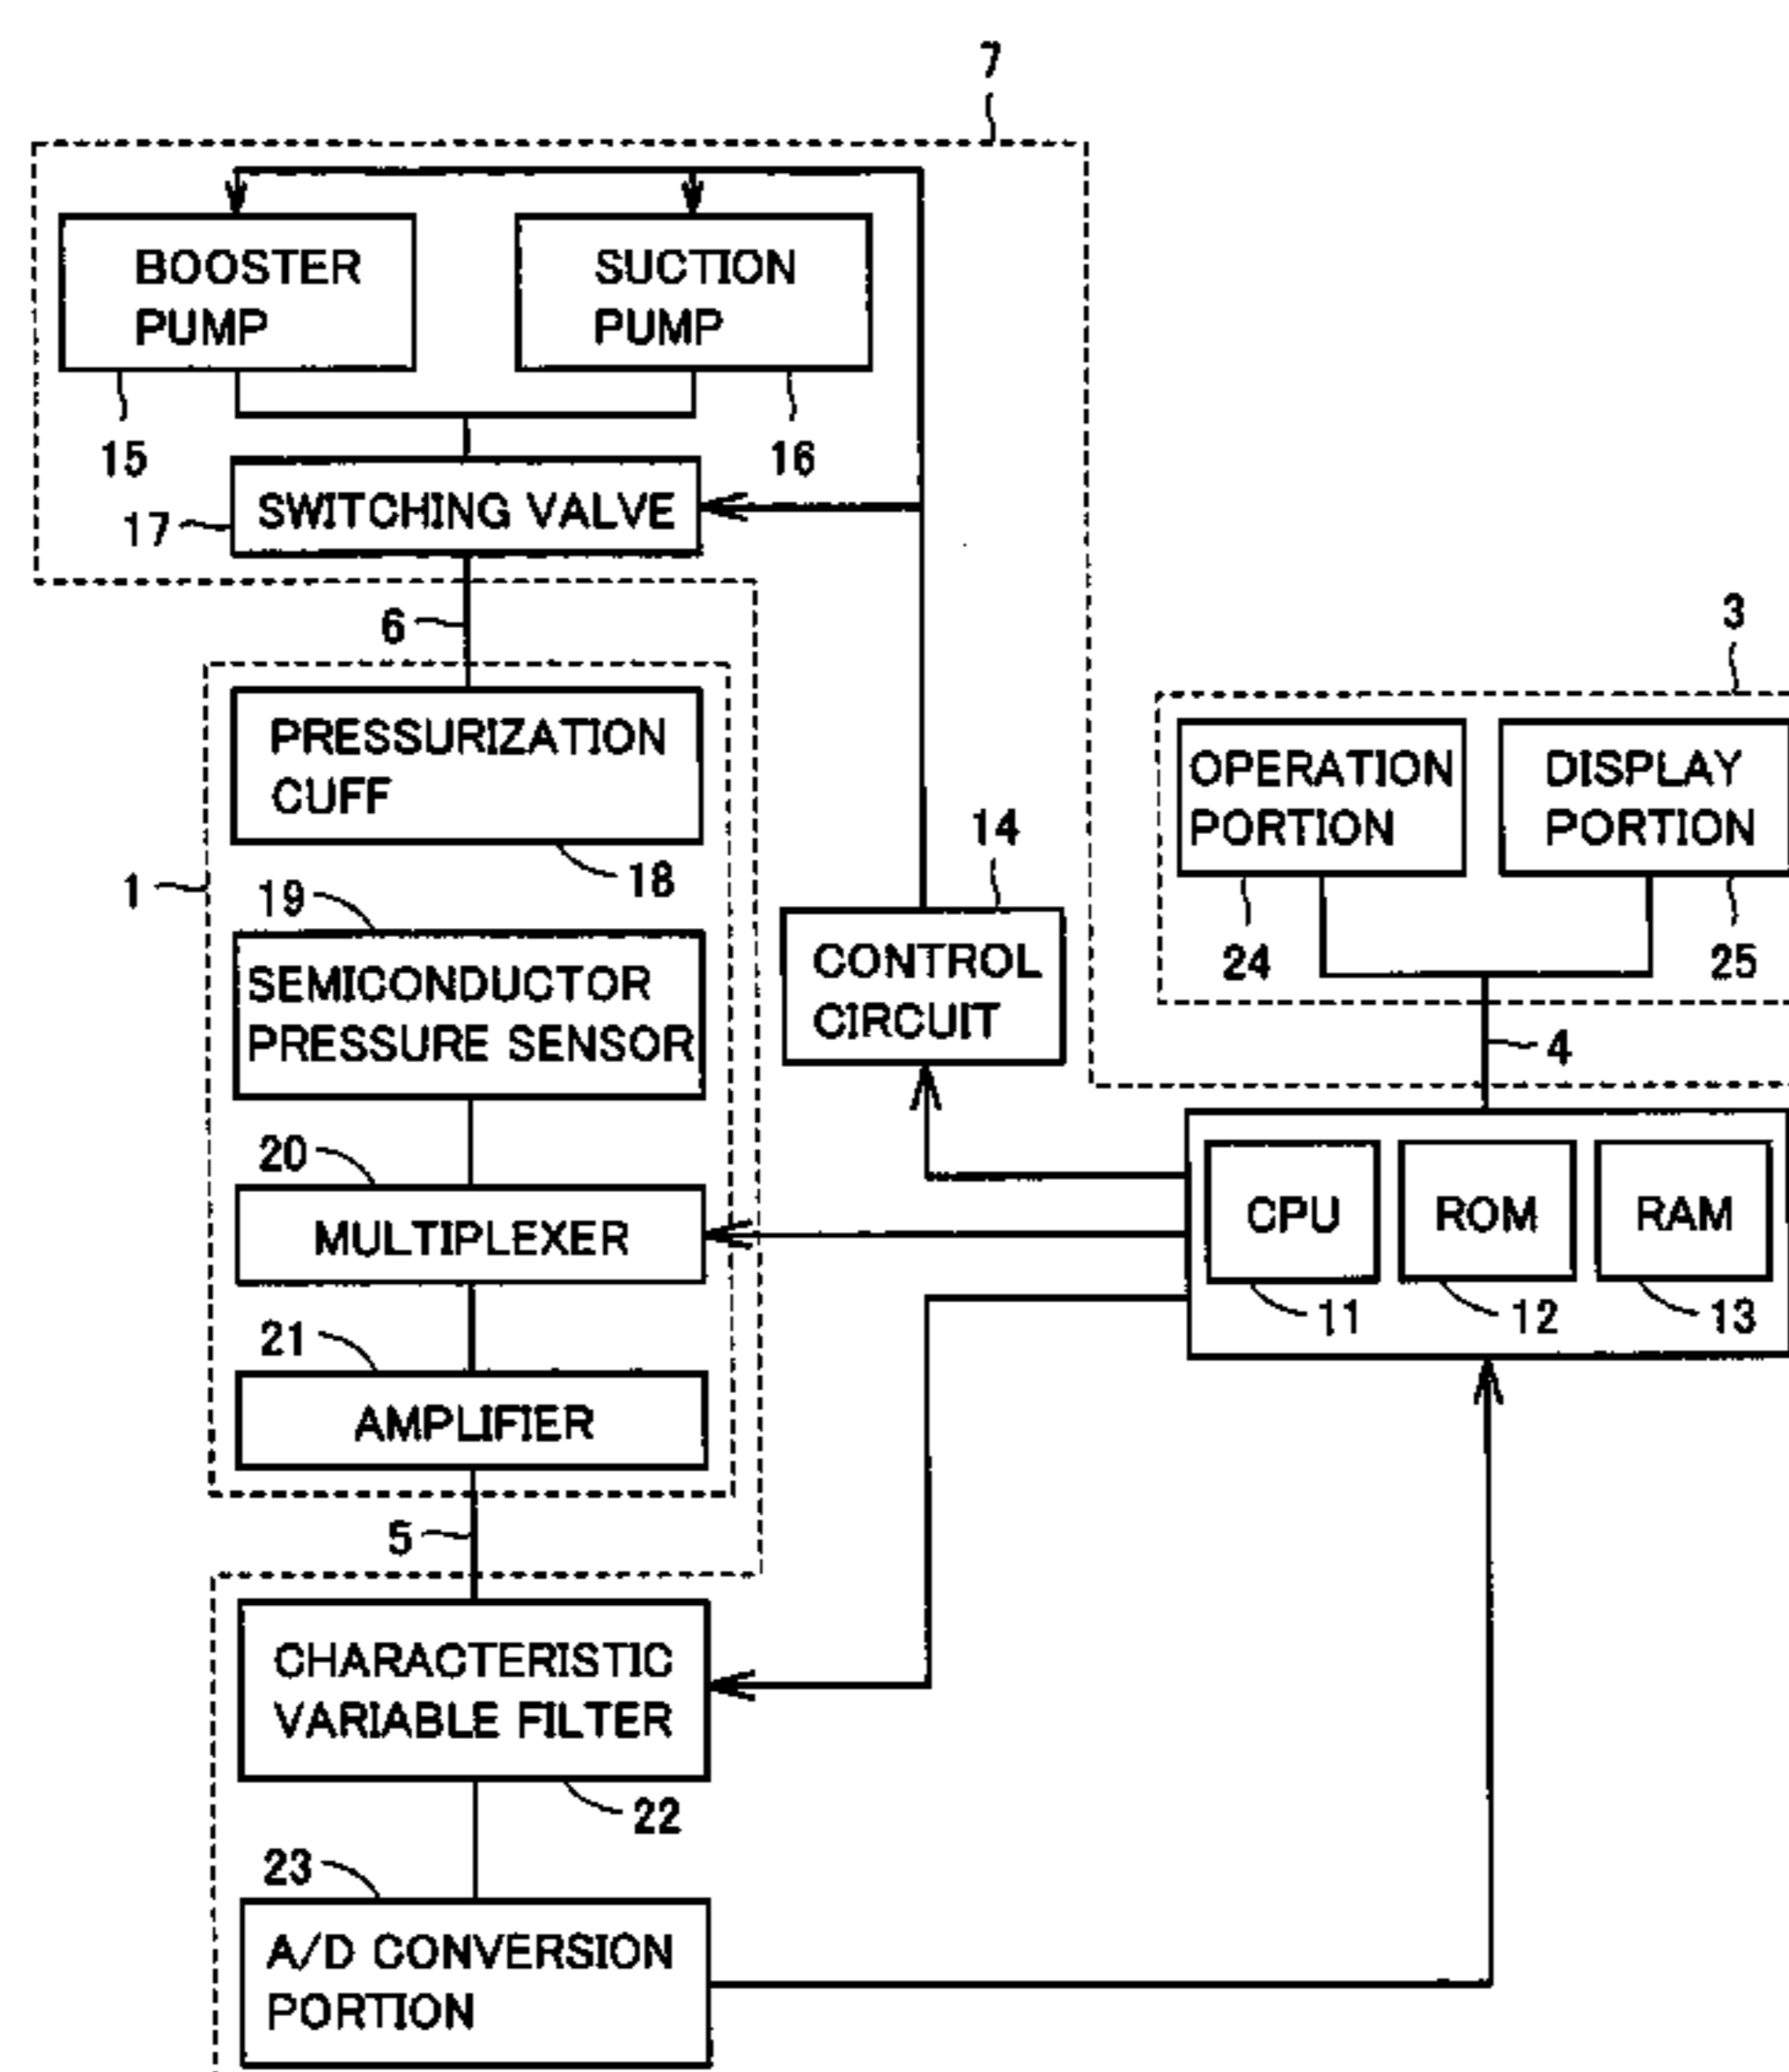 7
BOOSTER
PUMP
SUCTION
PUMP
15
16
17
SWITCHING VALVE
6
3
PRESSURIZATION
CUFF
OPERATION
PORTION
DISPLAY
PORTION
1
18
14
19
24
25
SEMICONDUCTOR
PRESSURE SENSOR
CONTROL
CIRCUIT
4
20
MULTIPLEXER
CPU
ROM
RAM
11
12
13
21
AMPLIFIER
5
CHARACTERISTIC
VARIABLE FILTER
22
23
A/D CONVERSION
PORTION